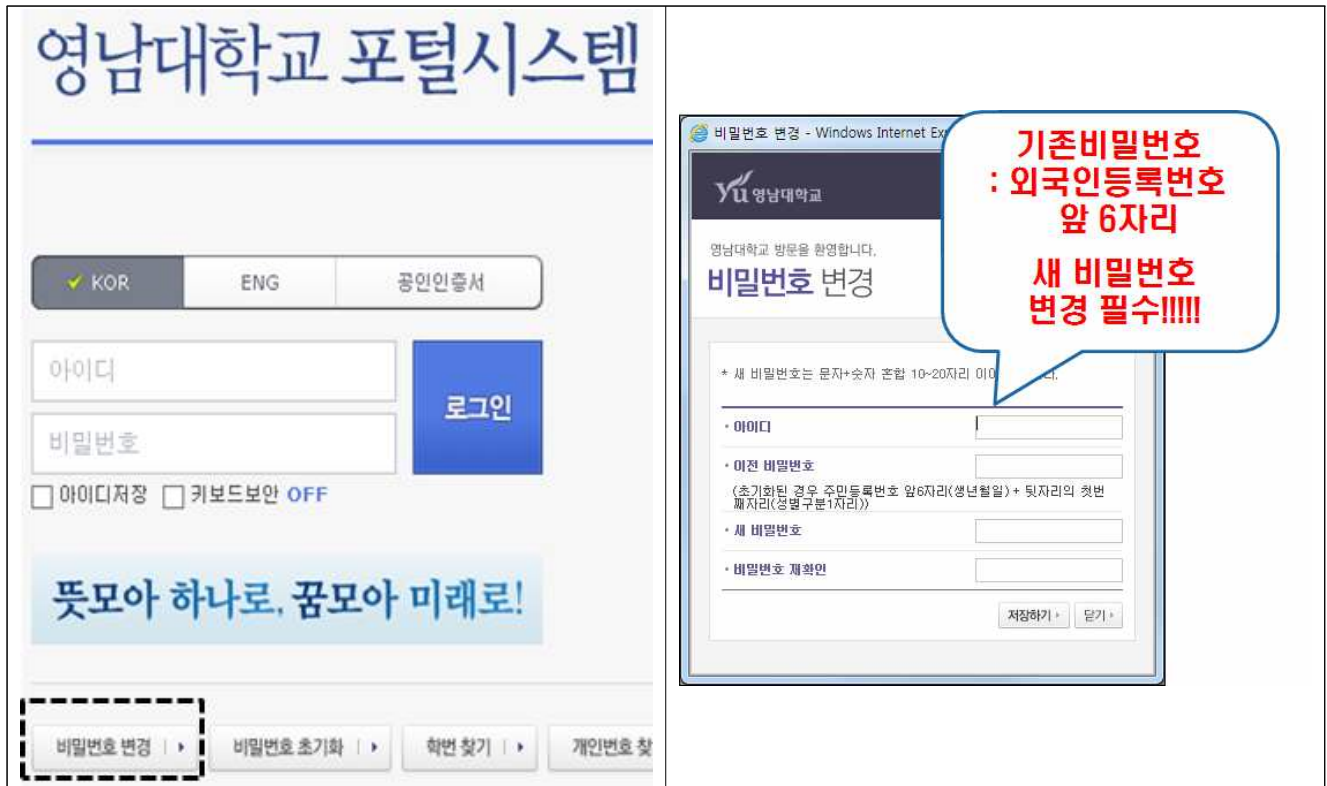 영남대학교 포털시스템
KOR
ENG
공인인증서
아이디
비밀번호
로그인
아이디저장 키보드보안 OFF
뜻모아 하나로, 꿈모아 미래로!
비밀번호 변경
비밀번호 초기화
학번 찾기
개인번호 찾
비밀번호 변경 - Windows Internet Ex
yu 영남대학교
영남대학교 방문을 환영합니다.
비밀번호 변경
기존비밀번호
: 외국인등록번호
앞 6자리
새 비밀번호
변경 필수!!!!!
* 새 비밀번호는 문자+숫자 혼합 10~20자리
· 아이디
· 이전 비밀번호
(초기화된 경우 주민등록번호 앞6자리(생년월일) + 뒷자리의 첫번
째자리(성별구분1자리))
· 새 비밀번호
· 비밀번호 재확인
저장하기
닫기